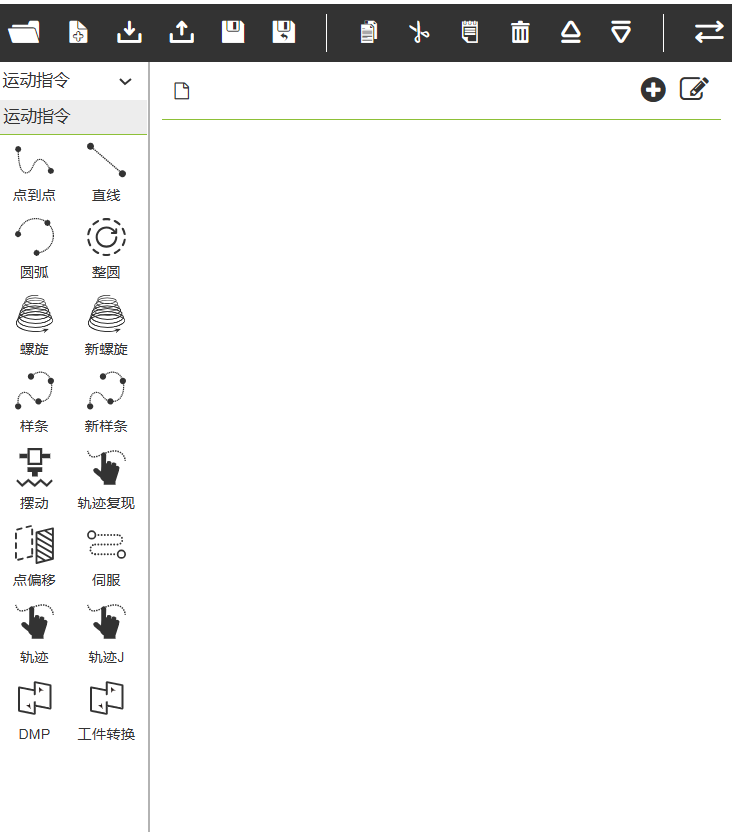 运动指令
运动指令
点到点 直线
圆弧 整圆
螺旋 新螺旋
样条 新样条
摆动 轨迹复现
点偏移 伺服
轨迹 轨迹J
DMP 工件转换